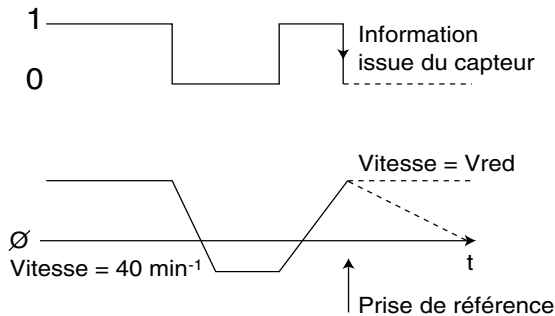 1
Information
issue du capteur
0
Vitesse = Vred
Ø
t
Vitesse = 40 min-1
Prise de référence